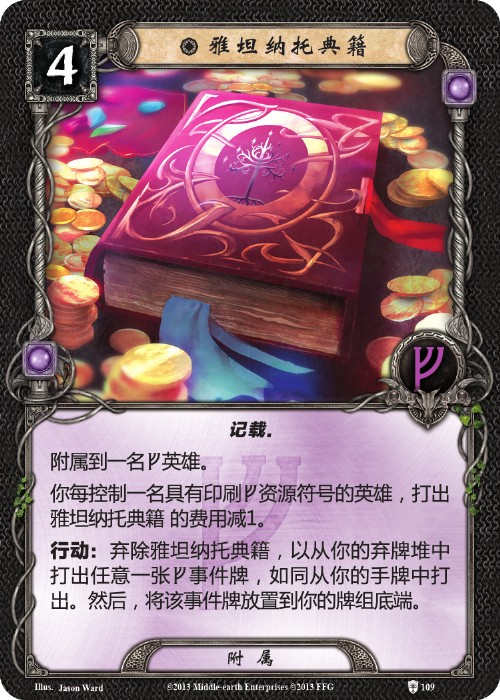 4
雅坦纳托典籍
记载.
附属到一名ᚠ英雄。
你每控制一名具有印刷ᚠ资源符号的英雄，打出
雅坦纳托典籍 的费用减1。
行动：弃除雅坦纳托典籍，以从你的弃牌堆中
打出任意一张ᚠ事件牌，如同从你的手牌中打
出。然后，将该事件牌放置到你的牌组底端。
附属
Illus. Jason Ward ©2013 Middle-earth Enterprises ©2013 FFG 109